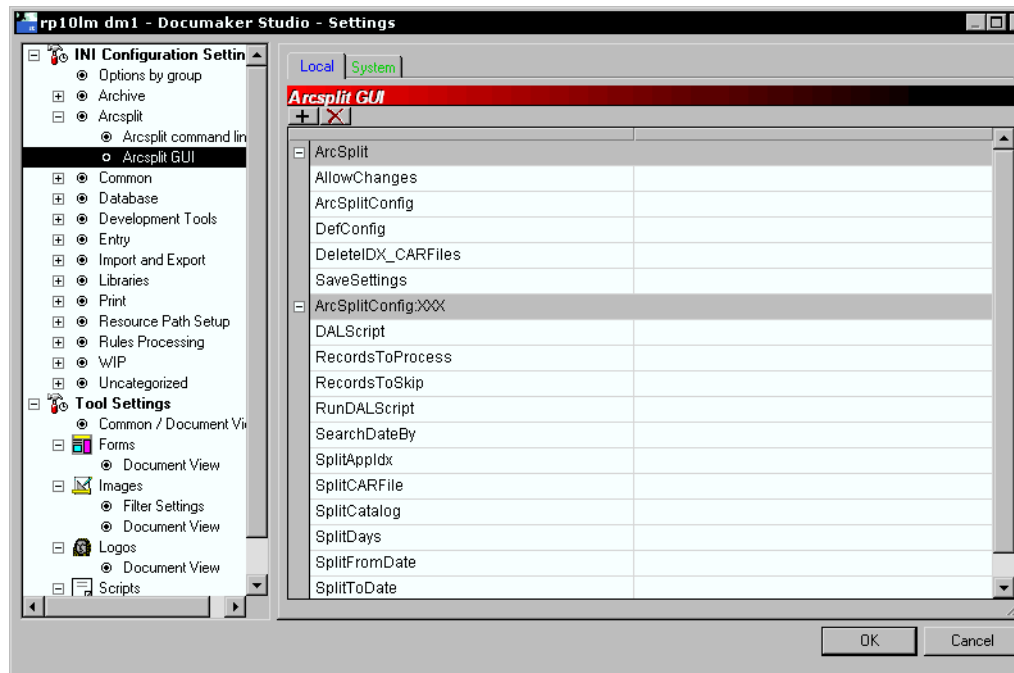 rp10lm dm1 - Documaker Studio - Settings
INI Configuration Settin
Options by group
Archive
Arcsplit
Arcsplit command lin
Arcsplit GUI
Common
Database
Development Tools
Entry
Import and Export
Libraries
Print
Resource Path Setup
Rules Processing
WIP
Uncategorized
Tool Settings
Common / Document Vi
Forms
Document View
Images
Filter Settings
Document View
Logos
Document View
Scripts
Local
System
Arcsplit GUI
ArcSplit
AllowChanges
ArcSplitConfig
DefConfig
DeleteIDX_CARFiles
SaveSettings
ArcSplitConfig:XXX
DALScript
RecordsToProcess
RecordsToSkip
RunDALScript
SearchDateBy
SplitAppIdx
SplitCARFile
SplitCatalog
SplitDays
SplitFromDate
SplitToDate
OK
Cancel